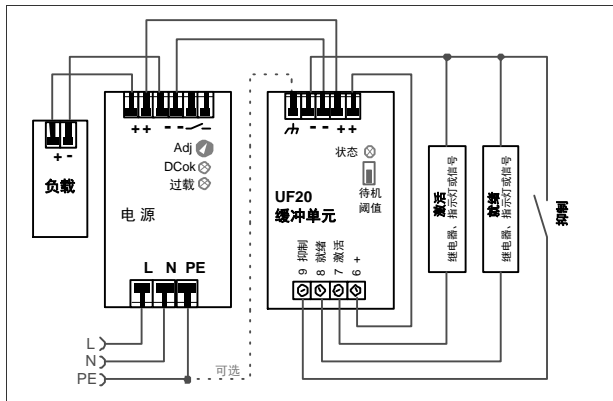 + -
负载
+ + - -
Adj
DCok
过载
电 源
L N PE
L
N
PE
可选
- - + +
状态
待机
阈值
UF20
缓冲单元
9 抑制
8 就绪
7 激活
6 +
激活
继电器、指示灯或信号
就绪
继电器、指示灯或信号
抑制